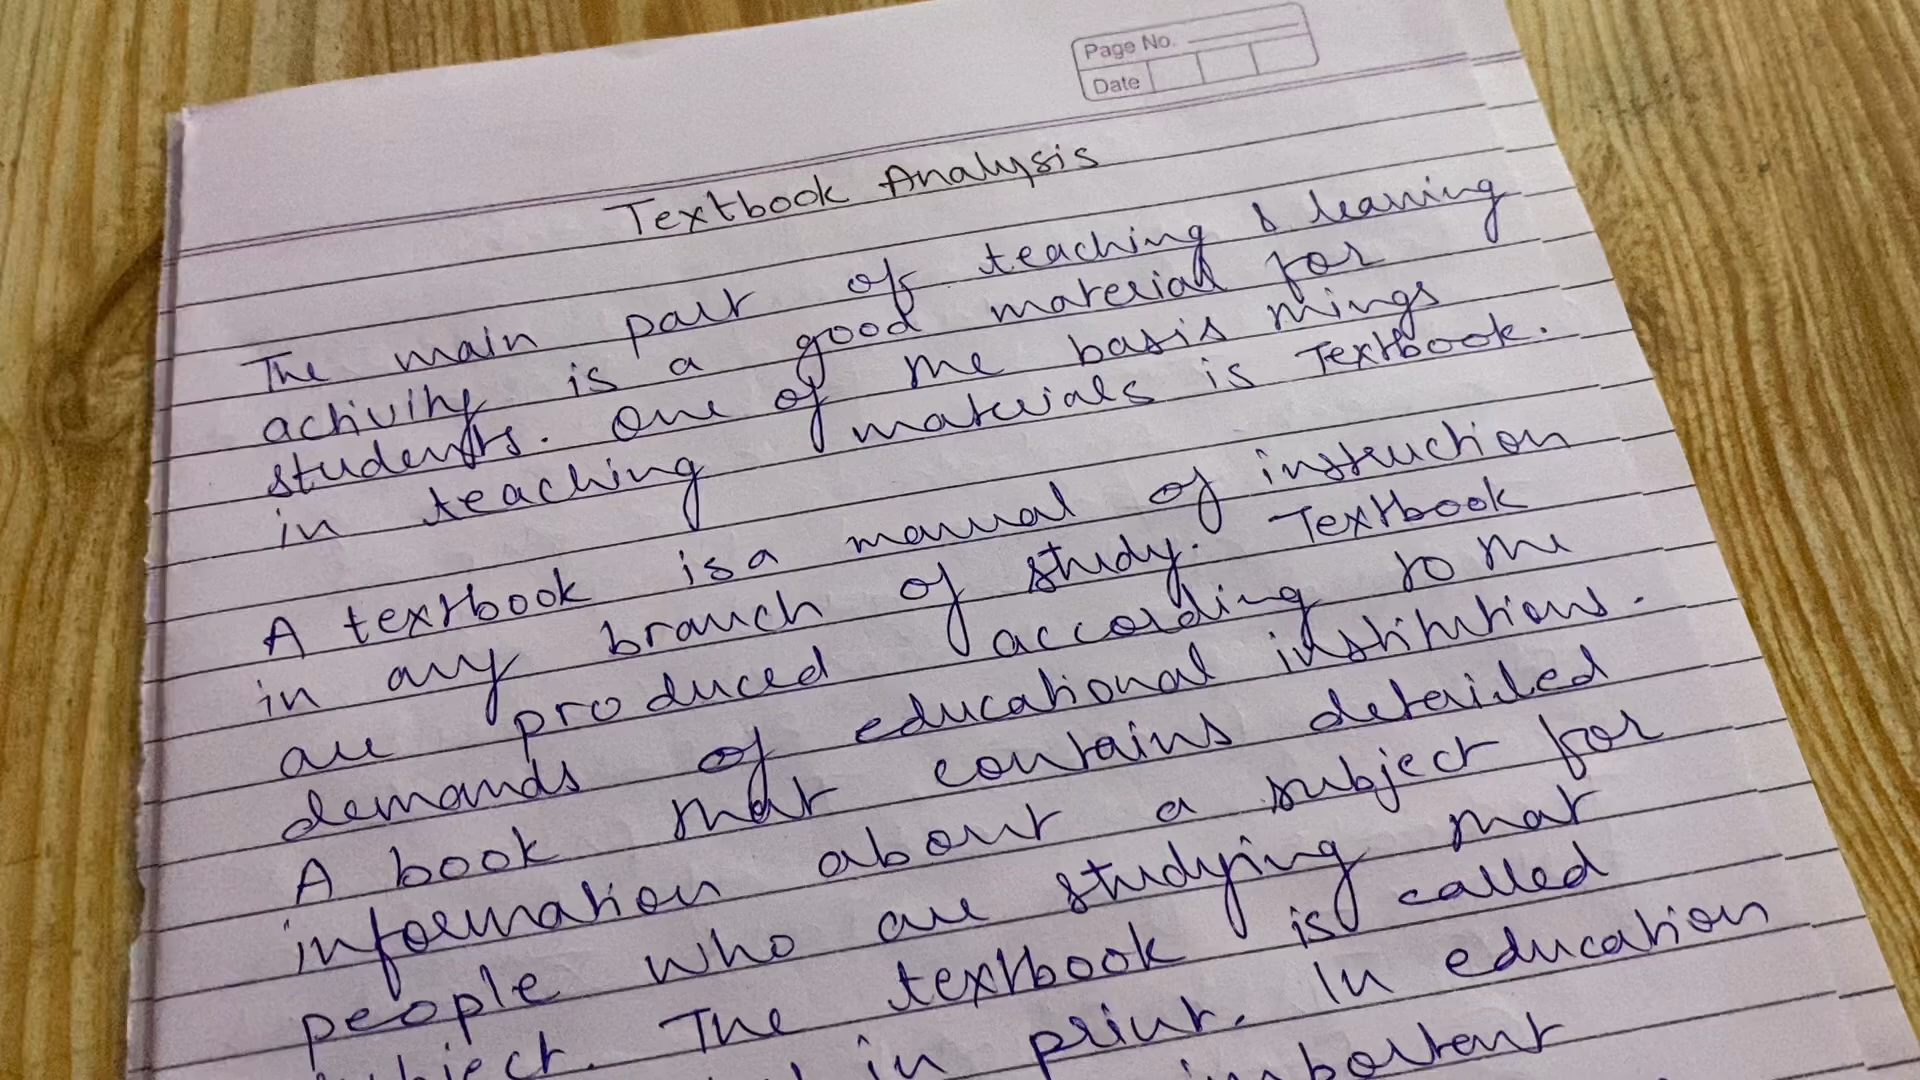 Page No.
Date
Textbook Analysis
The main part of teaching & learning
activity is a good material for
students. One of the basis things
in teaching materials is Textbook.
A textbook is a manual of instruction
in any branch of study. Textbook
are produced according to the
demands of educational institutions.
A book that contains detailed
information about a subject for
people who are studying that
subject. The textbook is called
in print. In education
important